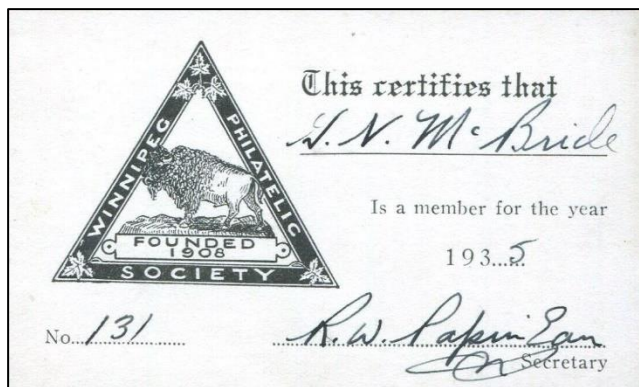 WINNIPEG PHILATELIC SOCIETY
FOUNDED
1908
This certifies that
McBride
Is a member for the year
193...5
No...131
R. W.
Secretary